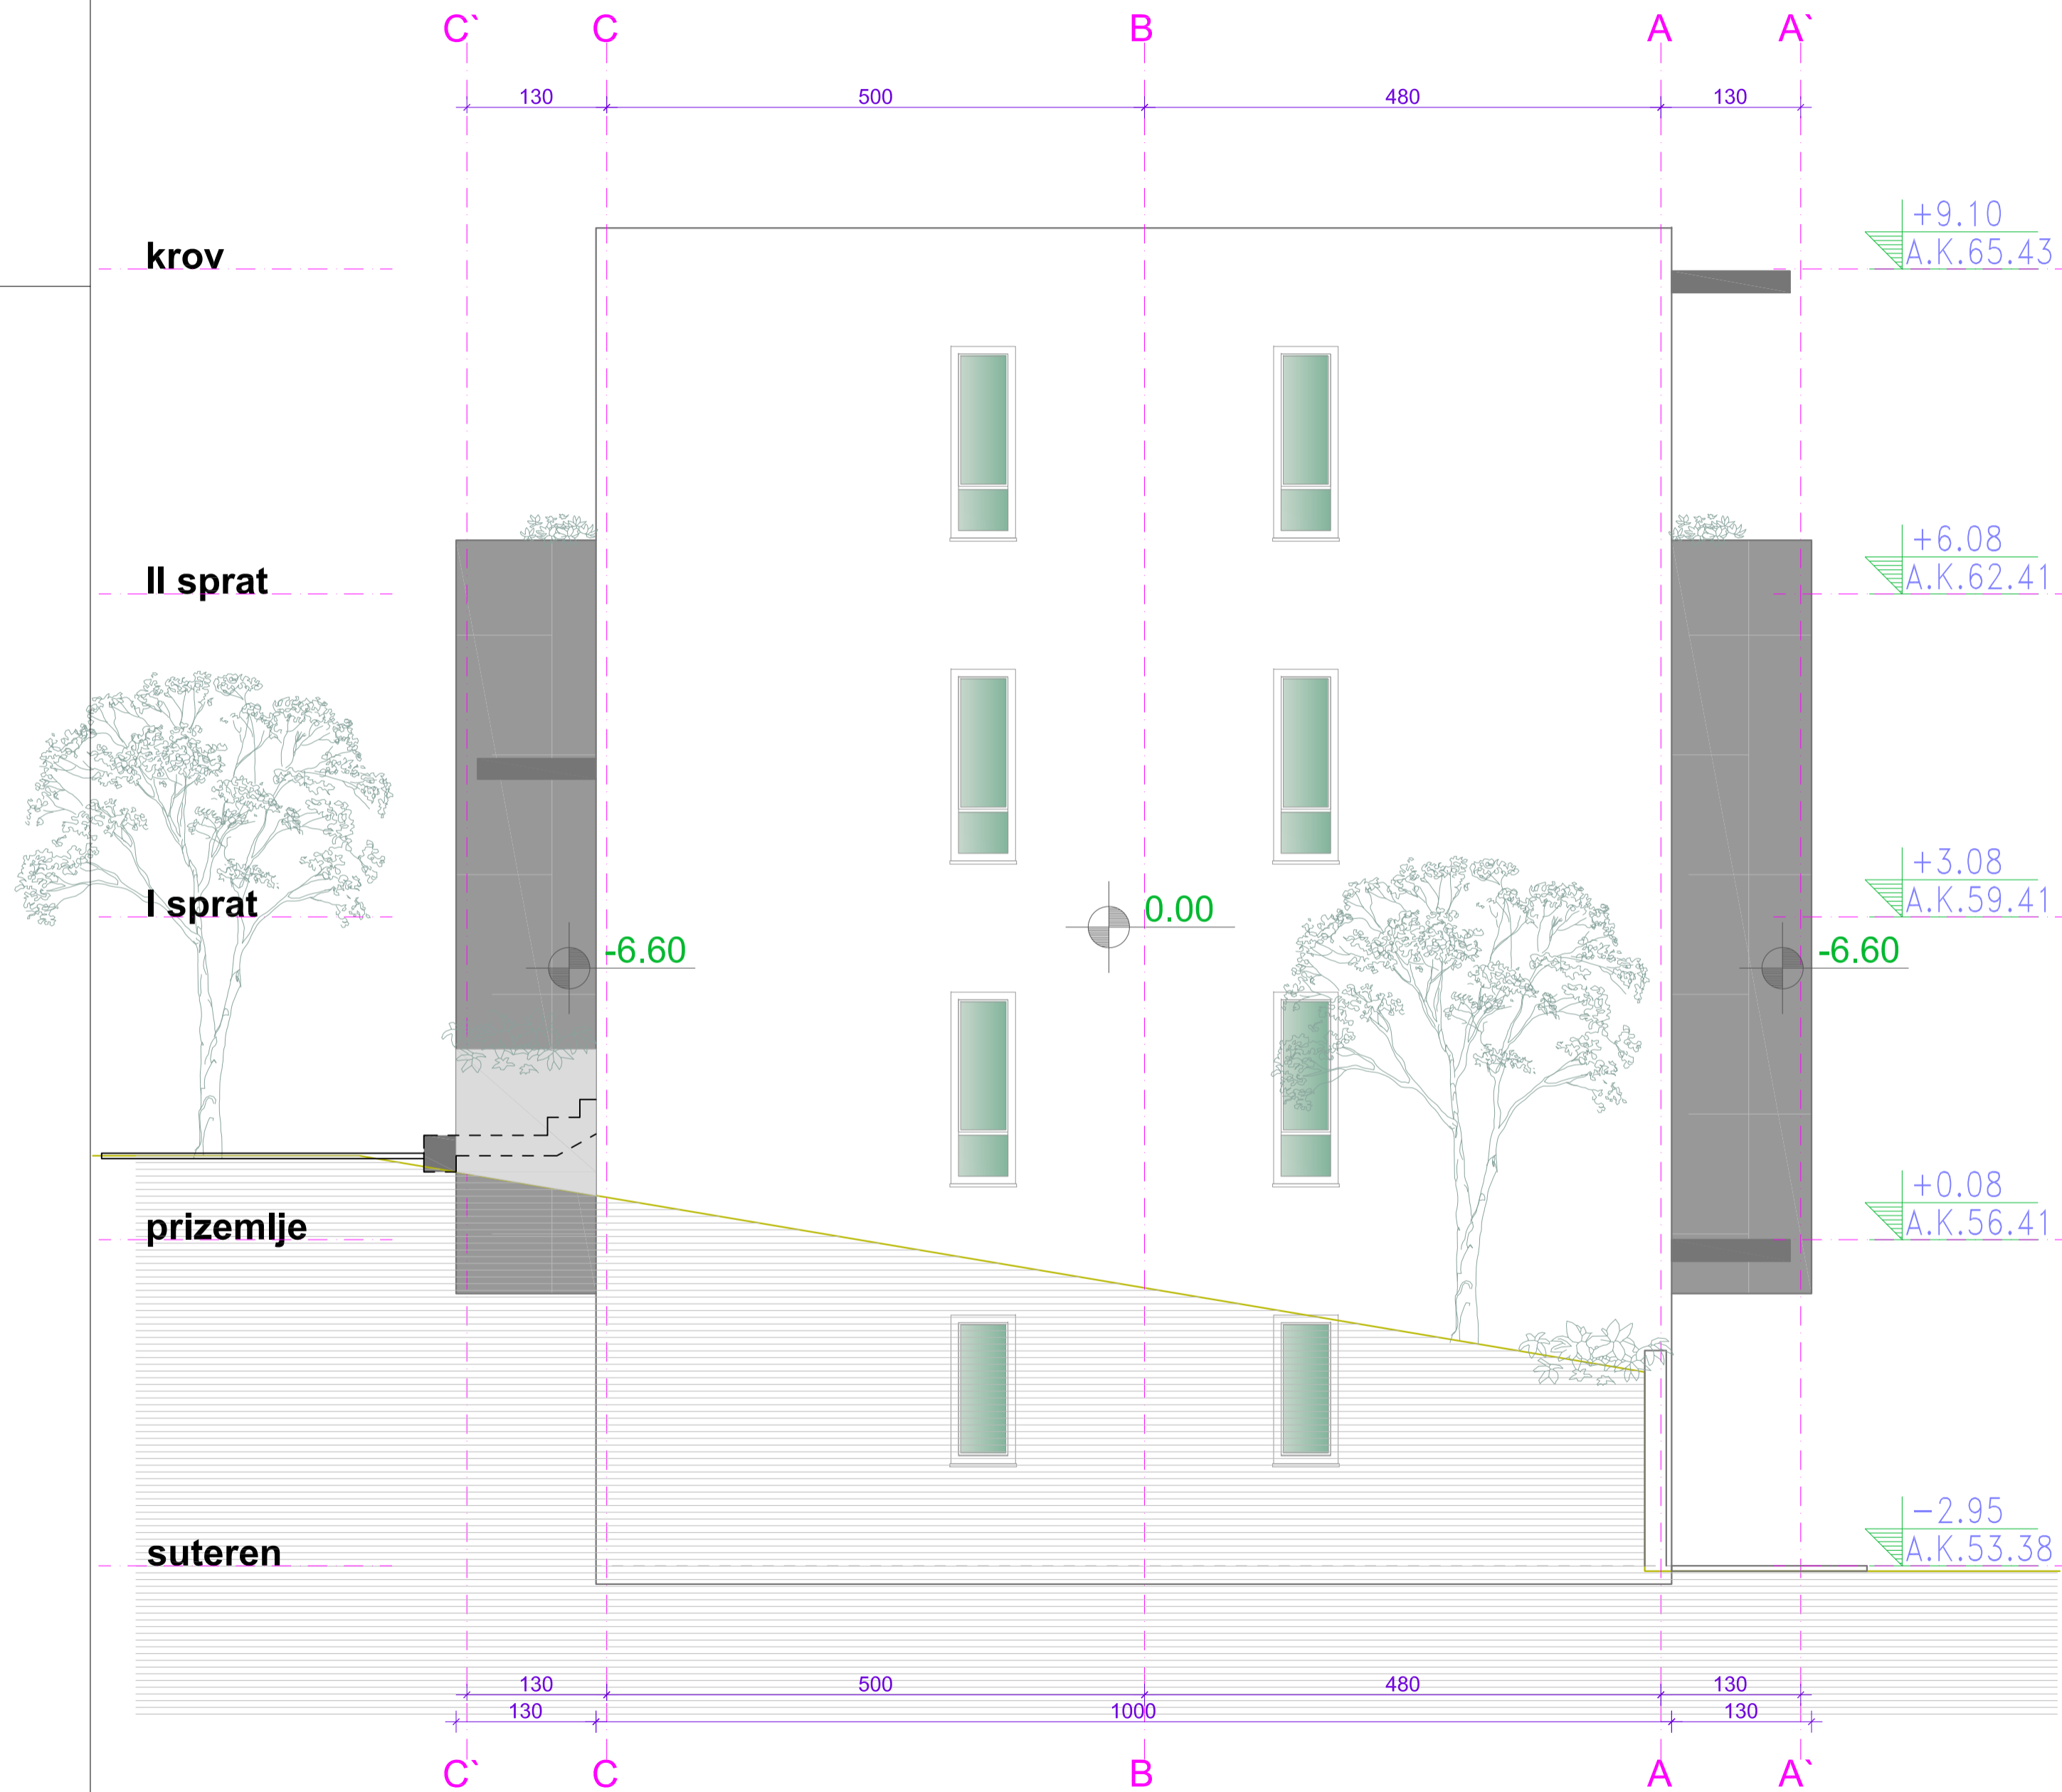 C` C B A A`
130 500 480 130
krov
+9.10
A.K.65.43
II sprat
+6.08
A.K.62.41
I sprat
+3.08
A.K.59.41
0.00
-6.60
-6.60
prizemlje
+0.08
A.K.56.41
suteren
-2.95
A.K.53.38
130 500 480 130
130 1000 130
C` C B A A`